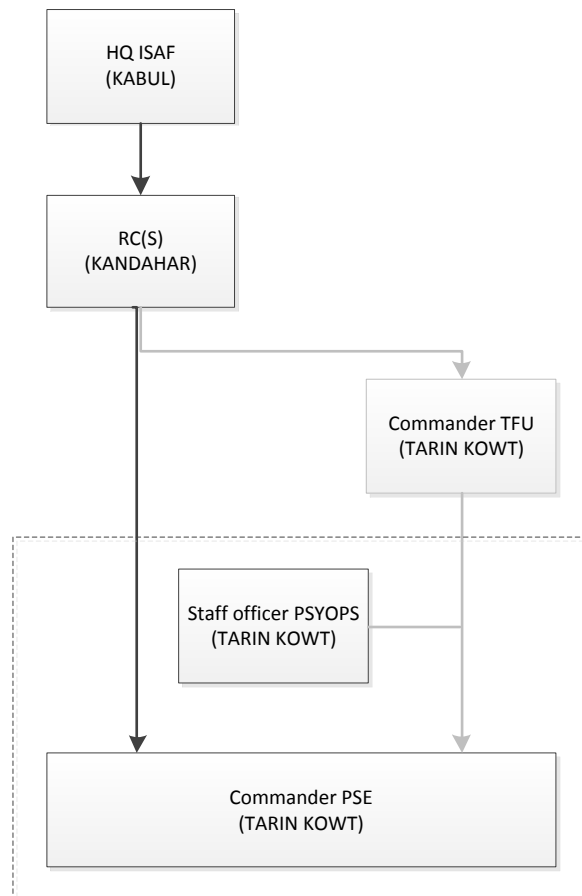 HQ ISAF
(KABUL)
RC(S)
(KANDAHAR)
Commander TFU
(TARIN KOWT)
Staff officer PSYOPS
(TARIN KOWT)
Commander PSE
(TARIN KOWT)